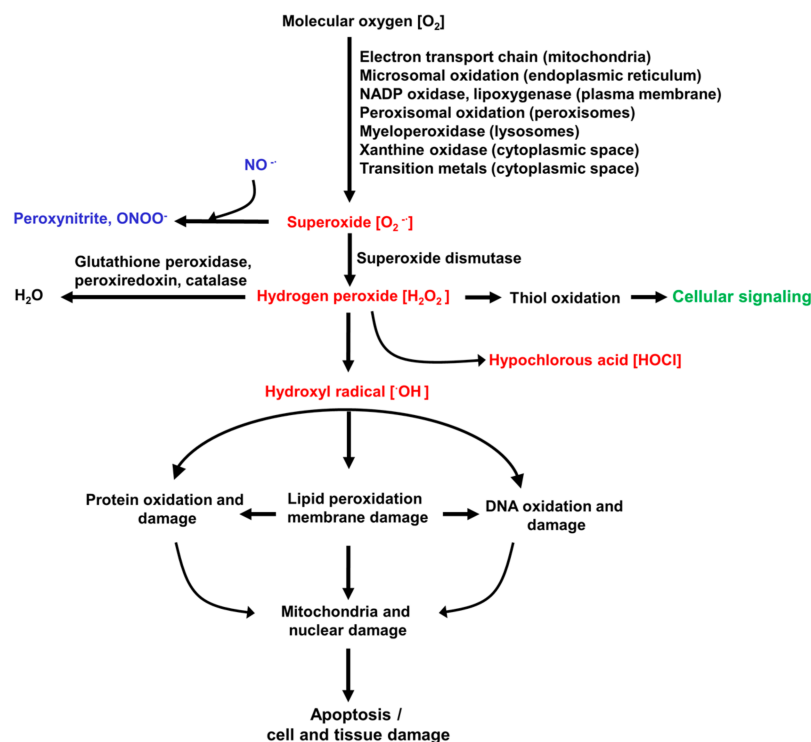 Molecular oxygen [O₂]
Electron transport chain (mitochondria)
Microsomal oxidation (endoplasmic reticulum)
NADP oxidase, lipoxygenase (plasma membrane)
Peroxisomal oxidation (peroxisomes)
Myeloperoxidase (lysosomes)
Xanthine oxidase (cytoplasmic space)
Transition metals (cytoplasmic space)
NO⁻·
Peroxynitrite, ONOO⁻
Superoxide [O₂⁻·]
Superoxide dismutase
Glutathione peroxidase,
peroxiredoxin, catalase
H₂O
Hydrogen peroxide [H₂O₂ ]
Thiol oxidation
Cellular signaling
Hypochlorous acid [HOCl]
Hydroxyl radical [˙OH ]
Protein oxidation and
damage
Lipid peroxidation
membrane damage
DNA oxidation and
damage
Mitochondria and
nuclear damage
Apoptosis /
cell and tissue damage